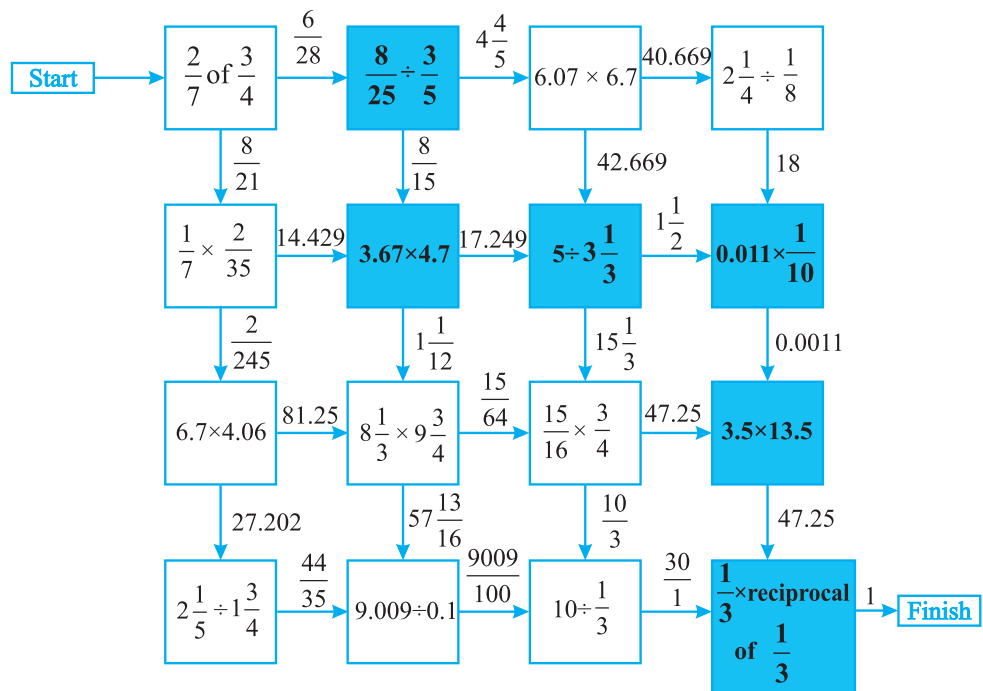 Start
2/7 of 3/4
6/28
8/25 ÷ 3/5
4 4/5
6.07 × 6.7
40.669
2 1/4 ÷ 1/8
8/21
8/15
42.669
18
1/7 × 2/35
14.429
3.67×4.7
17.249
5÷3 1/3
1 1/2
0.011× 1/10
2/245
1 1/12
15 1/3
0.0011
6.7×4.06
81.25
8 1/3 × 9 3/4
15/64
15/16 × 3/4
47.25
3.5×13.5
27.202
57 13/16
10/3
47.25
2 1/5 ÷1 3/4
44/35
9.009÷0.1
9009/100
10÷ 1/3
30/1
1/3 ×reciprocal
of 1/3
1
Finish